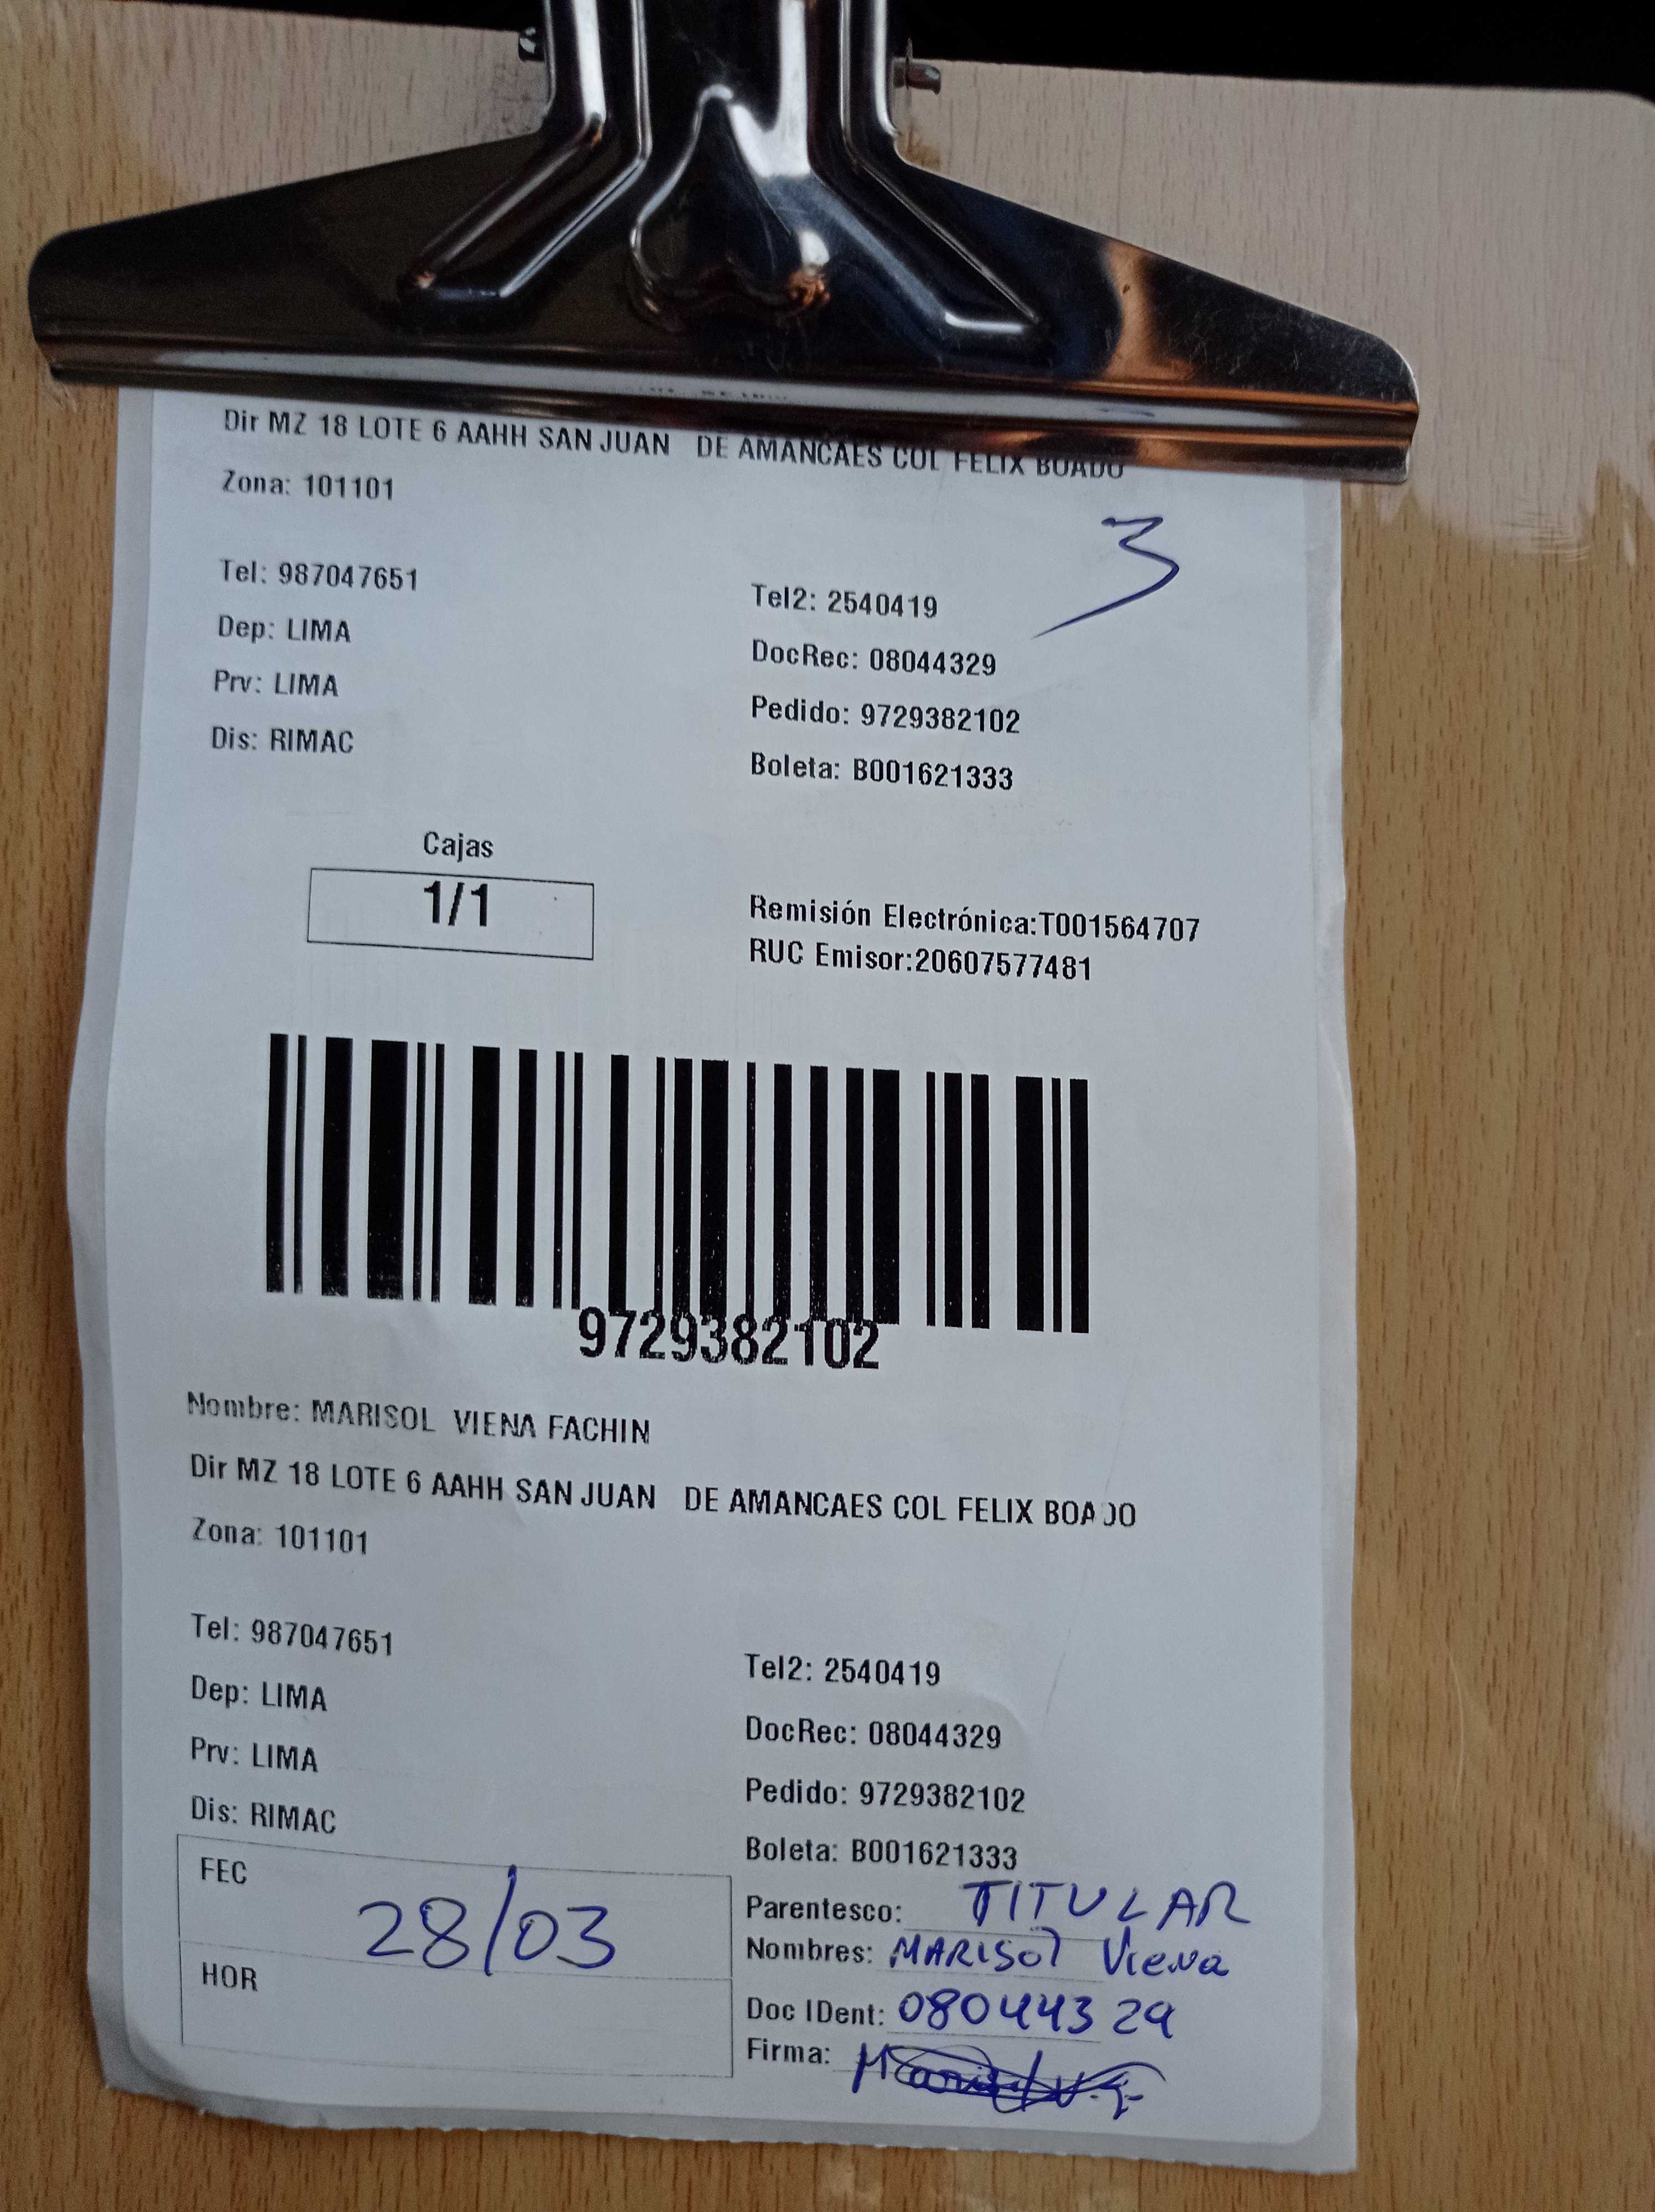 Dir MZ 18 LOTE 6 AAHH SAN JUAN DE AMANCAES COL FELIX BOADO
Zona: 101101
3
Tel: 987047651
Tel2: 2540419
Dep: LIMA
DocRec: 08044329
Prv: LIMA
Pedido: 9729382102
Dis: RIMAC
Boleta: B001621333
Cajas
1/1
Remisión Electrónica:T001564707
RUC Emisor:20607577481
9729382102
Nombre: MARISOL VIENA FACHIN
Dir MZ 18 LOTE 6 AAHH SAN JUAN DE AMANCAES COL FELIX BOADO
Zona: 101101
Tel: 987047651
Tel2: 2540419
Dep: LIMA
DocRec: 08044329
Prv: LIMA
Pedido: 9729382102
Dis: RIMAC
Boleta: B001621333
FEC 28/03
HOR
Parentesco: TITULAR
Nombres: MARISOL Viena
Doc IDent: 08044329
Firma: Marisol V. F